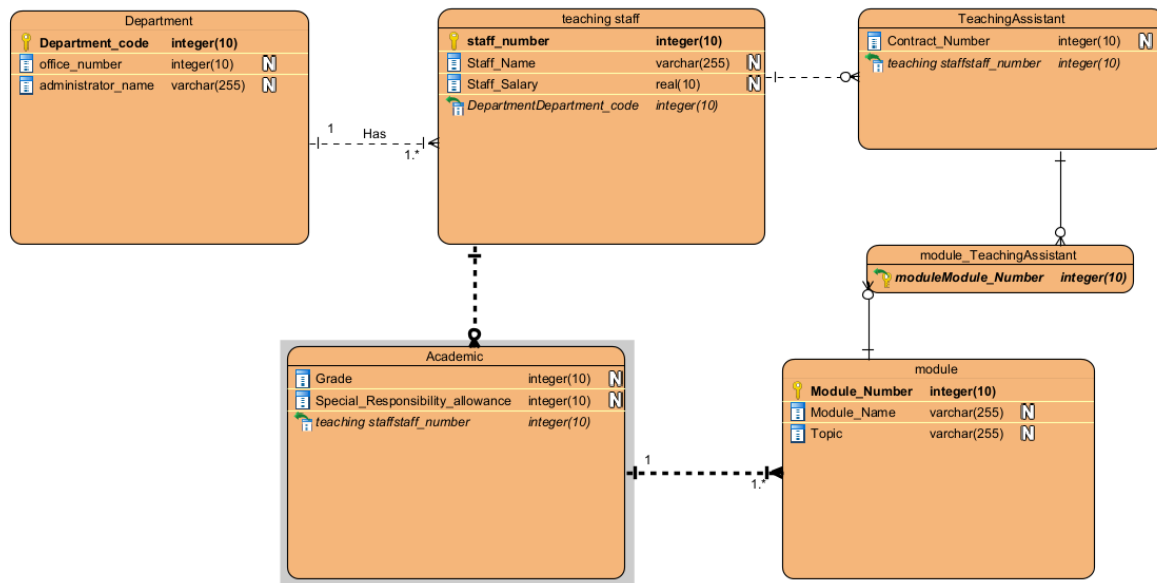 Department
Department_code integer(10)
office_number integer(10) N
administrator_name varchar(255) N
teaching staff
staff_number integer(10)
Staff_Name varchar(255) N
Staff_Salary real(10) N
DepartmentDepartment_code integer(10)
TeachingAssistant
Contract_Number integer(10) N
teaching staffstaff_number integer(10)
1
Has
1.*
module_TeachingAssistant
moduleModule_Number integer(10)
Academic
Grade integer(10) N
Special_Responsibility_allowance integer(10) N
teaching staffstaff_number integer(10)
1
1.*
module
Module_Number integer(10)
Module_Name varchar(255) N
Topic varchar(255) N